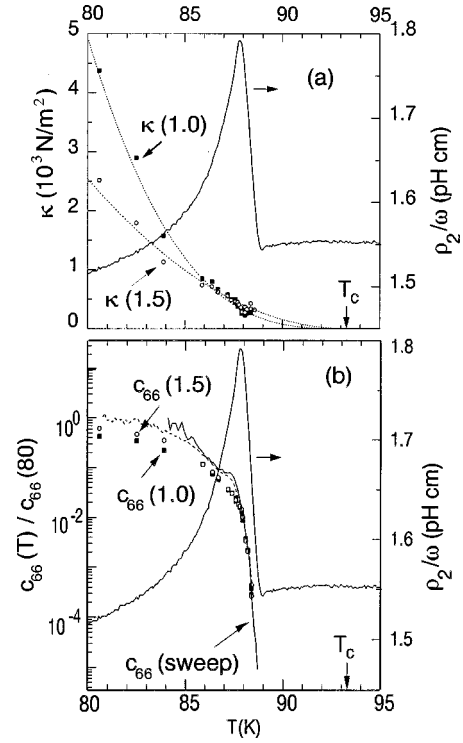 80 85 90 95
5
4
3
2
1
0
κ (10³ N/m²)
(a)
κ (1.0)
κ (1.5)
T_c
1.8
1.7
1.6
1.5
ρ₂/ω (pH cm)
(b)
c₆₆ (1.5)
c₆₆ (1.0)
c₆₆ (sweep)
T_c
10⁰
10⁻²
10⁻⁴
c₆₆ (T) / c₆₆ (80)
1.8
1.7
1.6
1.5
ρ₂/ω (pH cm)
80 85 90 95
T(K)